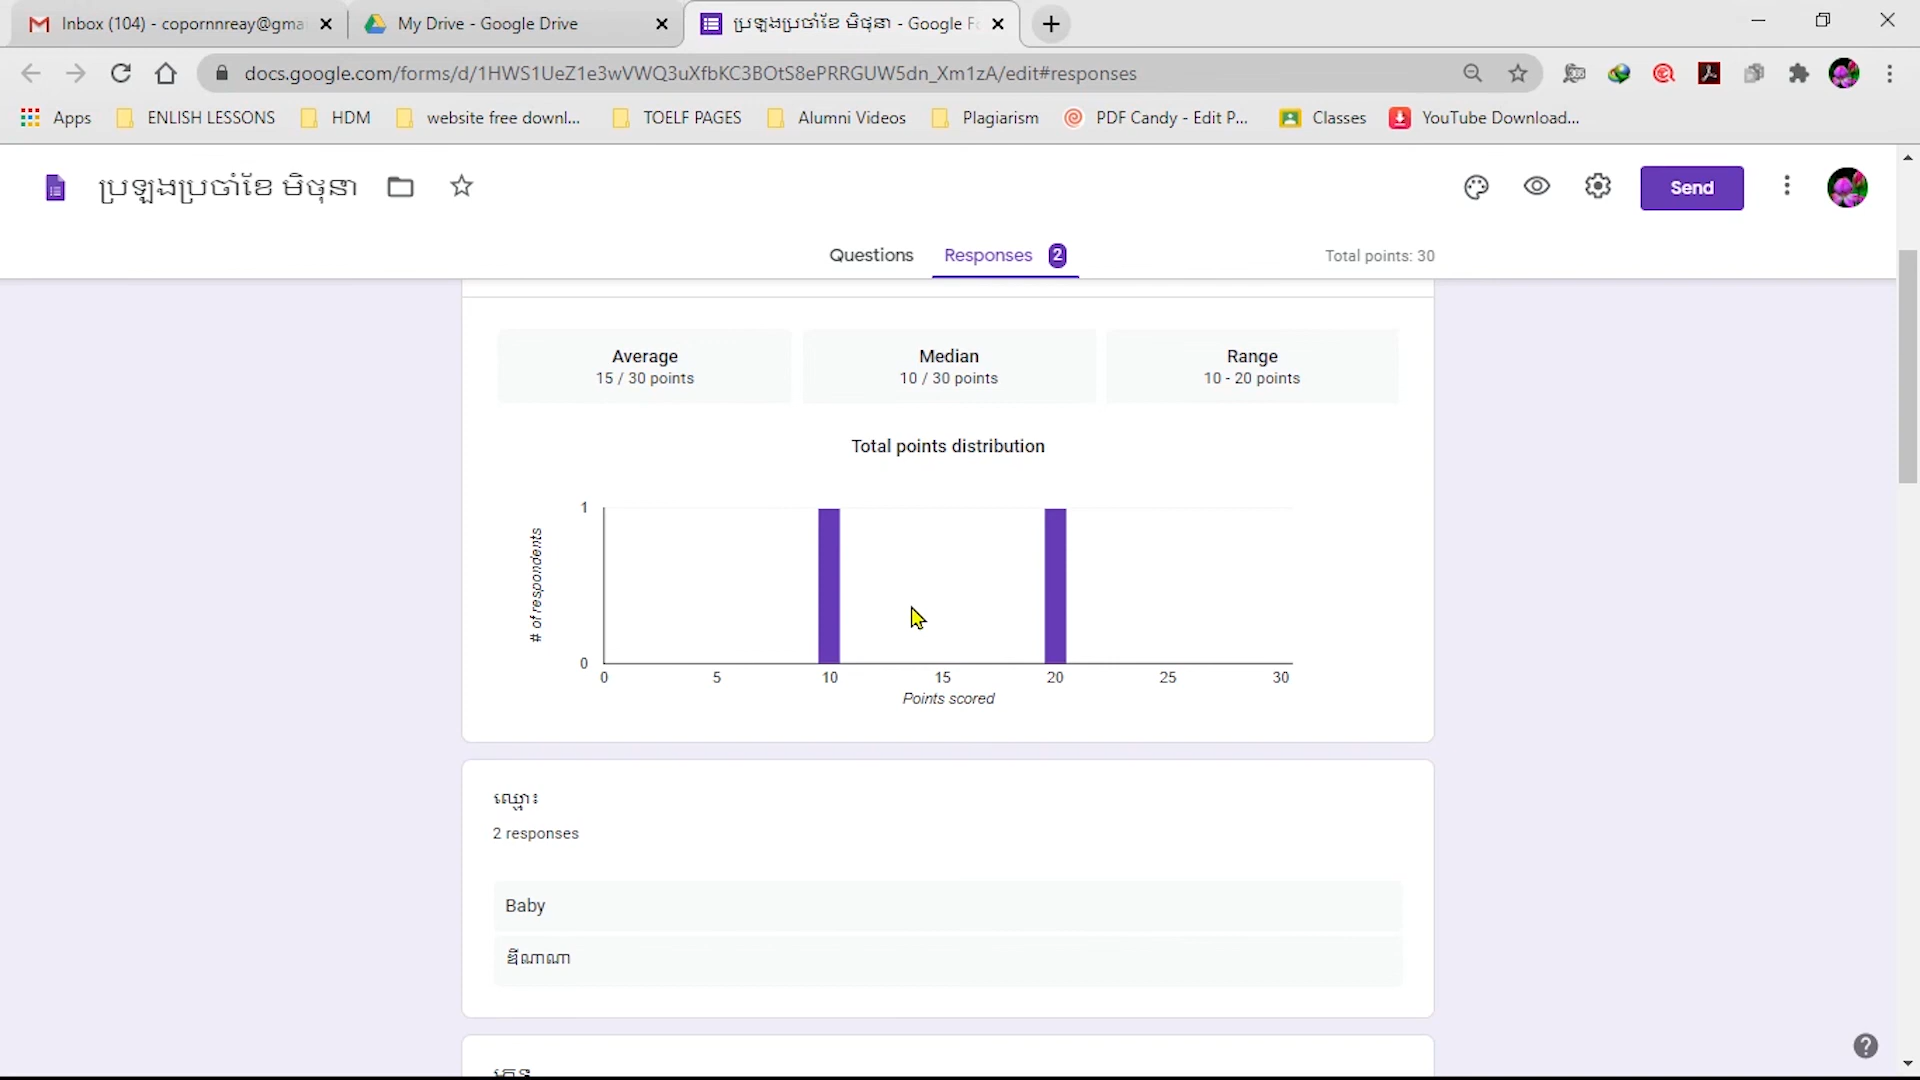 Inbox (104) - copornnreay@gma
My Drive - Google Drive
ប្រឡងប្រចាំខែ មិថុនា - Google Fo
docs.google.com/forms/d/1HWS1UeZ1e3wVWQ3uXfbKC3BOtS8ePRRGUW5dn_Xm1zA/edit#responses
Apps
ENLISH LESSONS
HDM
website free downl...
TOELF PAGES
Alumni Videos
Plagiarism
PDF Candy - Edit P...
Classes
YouTube Download...
ប្រឡងប្រចាំខែ មិថុនា
Send
Questions
Responses 2
Total points: 30
Average
15 / 30 points
Median
10 / 30 points
Range
10 - 20 points
Total points distribution
# of respondents
1
0
0 5 10 15 20 25 30
Points scored
ឈ្មោះ
2 responses
Baby
ឌីណាណា